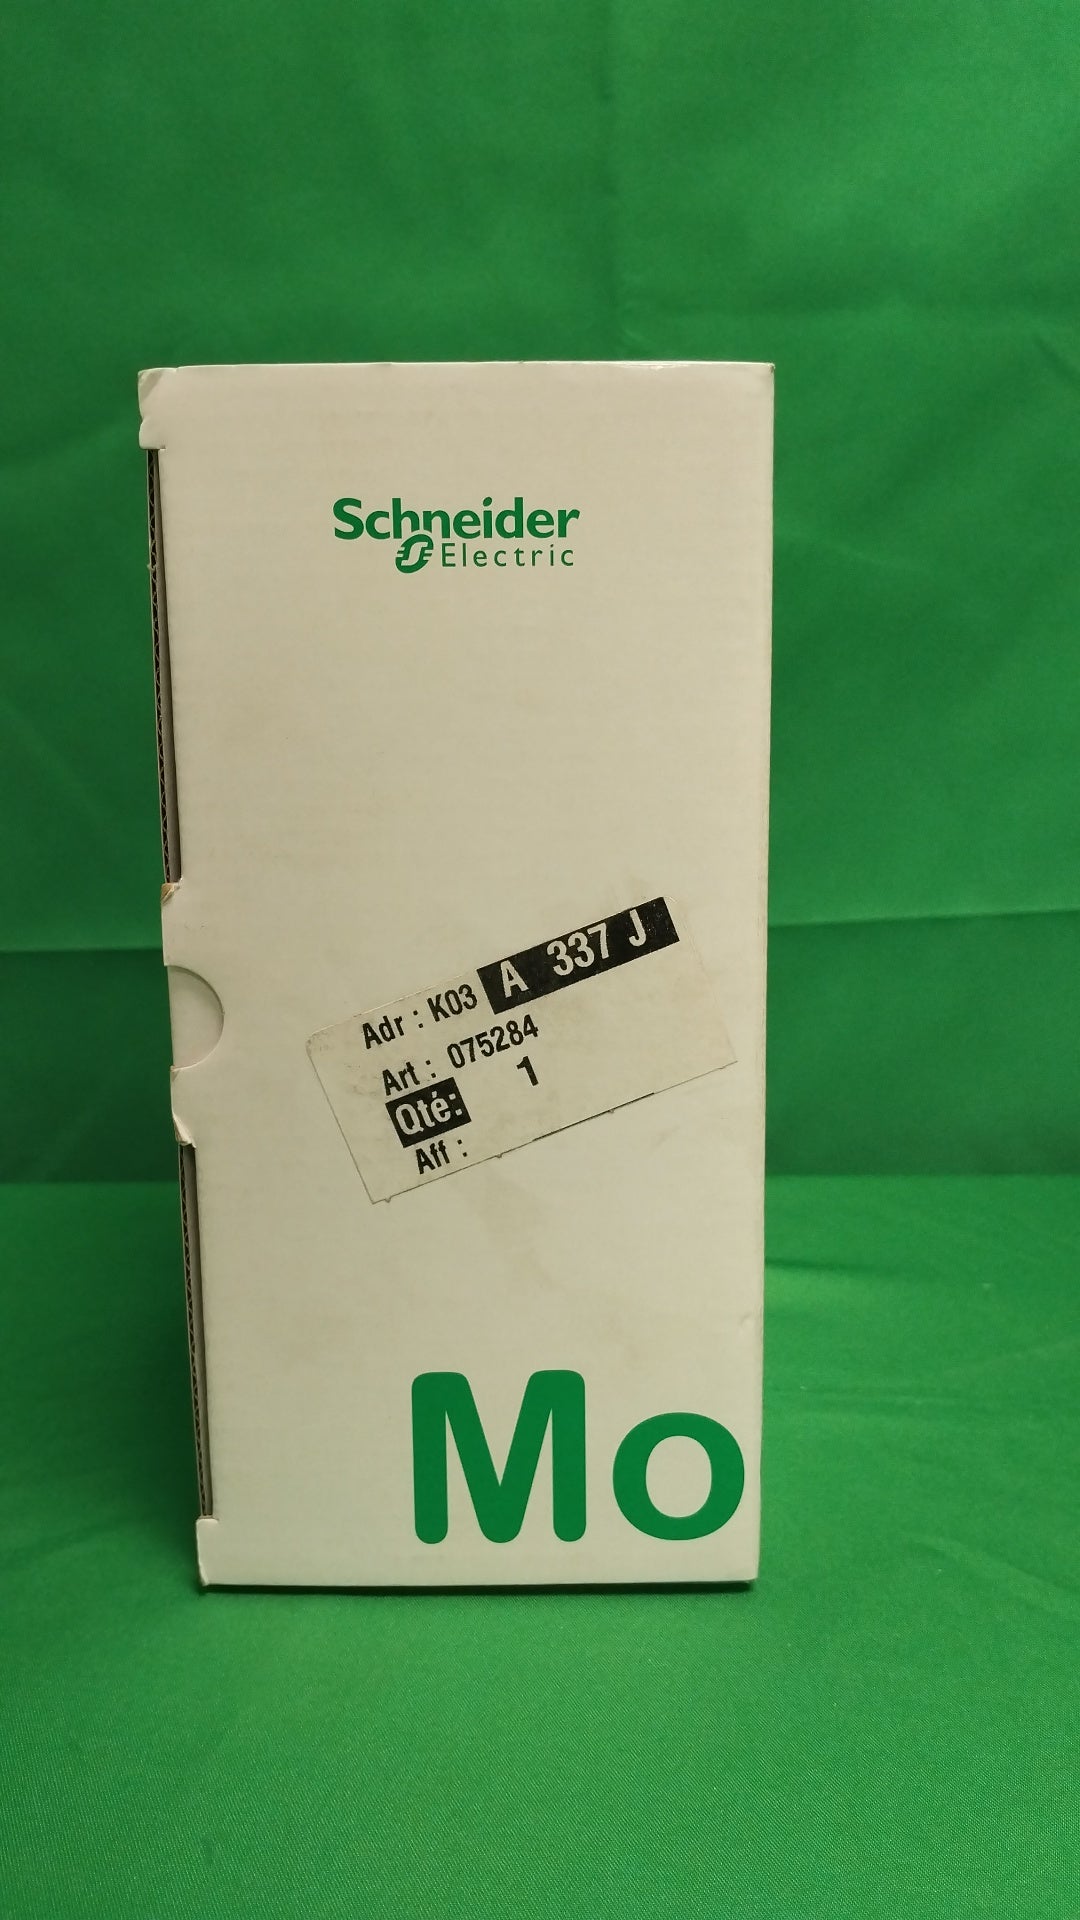 Schneider
Electric
Adr : K03 A 337 J
Art : 075284
Qté: 1
Aff :
Mo